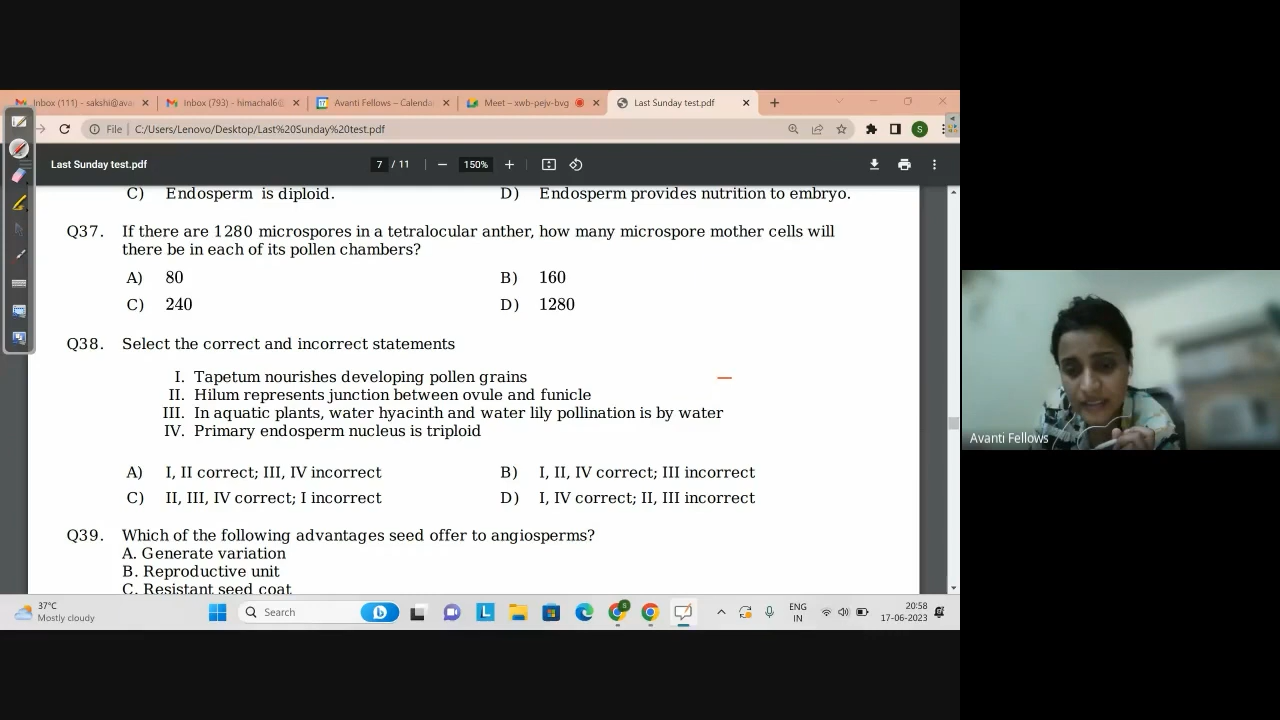 Inbox (111) – sakshi@ava
Inbox (793) – himachal6
Avanti Fellows – Calenda
Meet – xwb-pejv-bvg
Last Sunday test.pdf
File
C:/Users/Lenovo/Desktop/Last%20Sunday%20test.pdf
S
Last Sunday test.pdf
7 / 11
150%
C) Endosperm is diploid.
D) Endosperm provides nutrition to embryo.
Q37. If there are 1280 microspores in a tetralocular anther, how many microspore mother cells will
there be in each of its pollen chambers?
A) 80
B) 160
C) 240
D) 1280
Q38. Select the correct and incorrect statements
I. Tapetum nourishes developing pollen grains
II. Hilum represents junction between ovule and funicle
III. In aquatic plants, water hyacinth and water lily pollination is by water
IV. Primary endosperm nucleus is triploid
A) I, II correct; III, IV incorrect
B) I, II, IV correct; III incorrect
C) II, III, IV correct; I incorrect
D) I, IV correct; II, III incorrect
Q39. Which of the following advantages seed offer to angiosperms?
A. Generate variation
B. Reproductive unit
C. Resistant seed coat
Avanti Fellows
37°C
Mostly cloudy
Search
ENG
IN
20:58
17-06-2023